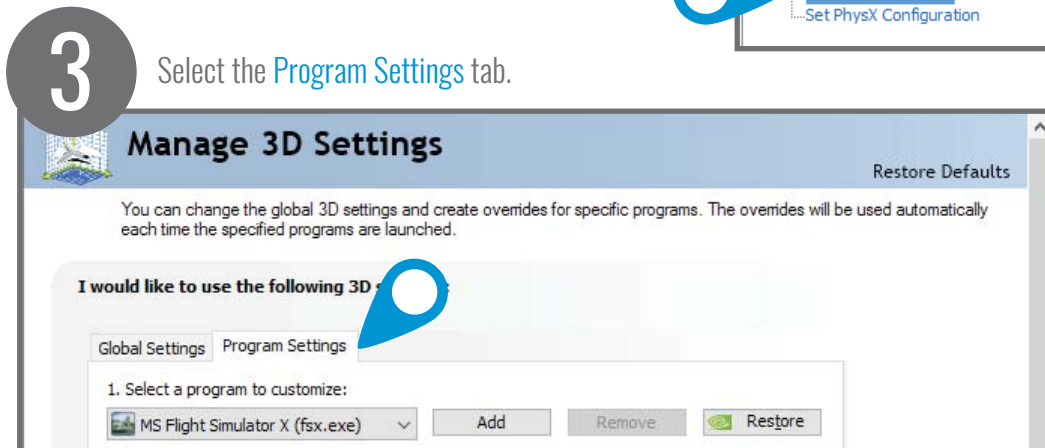 Set PhysX Configuration
3
Select the Program Settings tab.
Manage 3D Settings
Restore Defaults
You can change the global 3D settings and create overrides for specific programs. The overrides will be used automatically
each time the specified programs are launched.
I would like to use the following 3D
Global Settings Program Settings
1. Select a program to customize:
MS Flight Simulator X (fsx.exe) Add Remove Restore